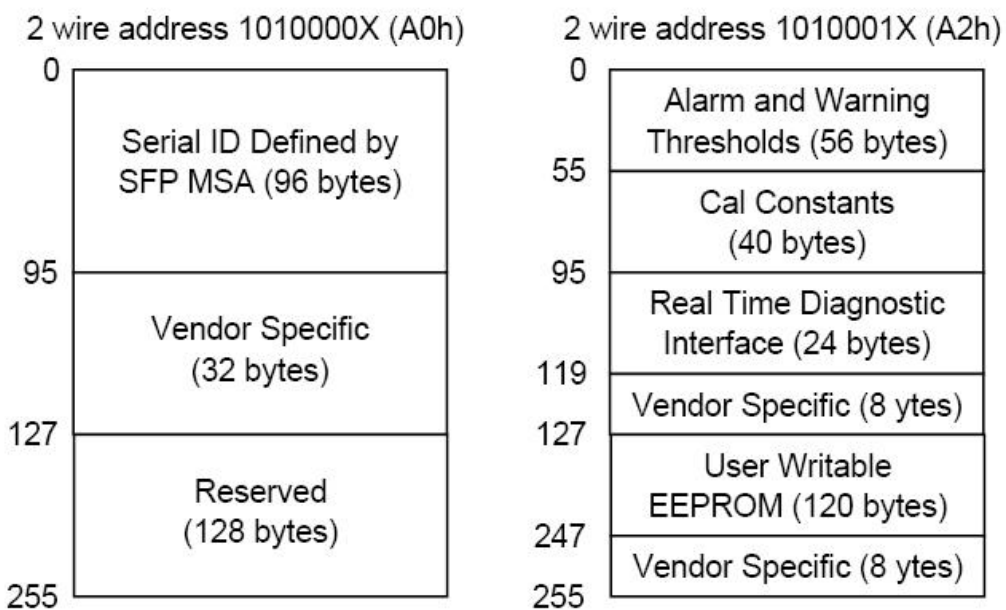 2 wire address 1010000X (A0h)
0
Serial ID Defined by
SFP MSA (96 bytes)
95
Vendor Specific
(32 bytes)
127
Reserved
(128 bytes)
255
2 wire address 1010001X (A2h)
0
Alarm and Warning
Thresholds (56 bytes)
55
Cal Constants
(40 bytes)
95
Real Time Diagnostic
Interface (24 bytes)
119
Vendor Specific (8 ytes)
127
User Writable
EEPROM (120 bytes)
247
Vendor Specific (8 ytes)
255